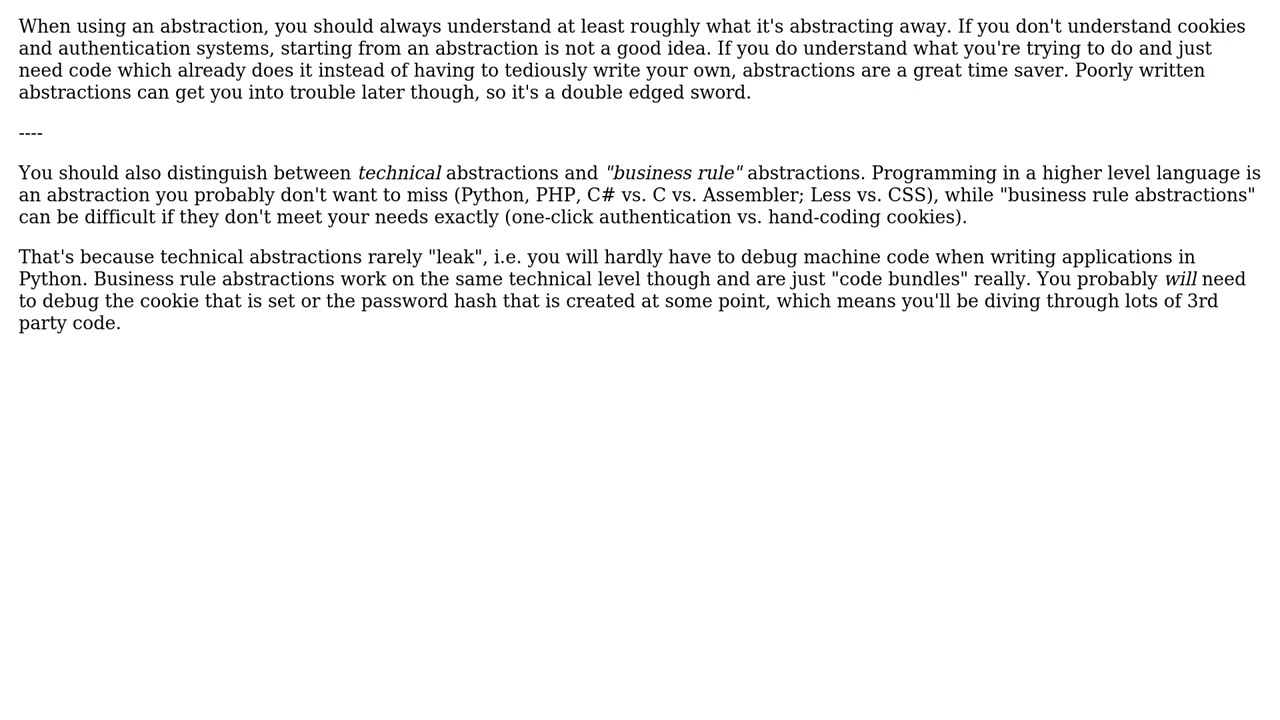 When using an abstraction, you should always understand at least roughly what it's abstracting away. If you don't understand cookies
and authentication systems, starting from an abstraction is not a good idea. If you do understand what you're trying to do and just
need code which already does it instead of having to tediously write your own, abstractions are a great time saver. Poorly written
abstractions can get you into trouble later though, so it's a double edged sword.
----
You should also distinguish between technical abstractions and "business rule" abstractions. Programming in a higher level language is
an abstraction you probably don't want to miss (Python, PHP, C# vs. C vs. Assembler; Less vs. CSS), while "business rule abstractions"
can be difficult if they don't meet your needs exactly (one-click authentication vs. hand-coding cookies).
That's because technical abstractions rarely "leak", i.e. you will hardly have to debug machine code when writing applications in
Python. Business rule abstractions work on the same technical level though and are just "code bundles" really. You probably will need
to debug the cookie that is set or the password hash that is created at some point, which means you'll be diving through lots of 3rd
party code.